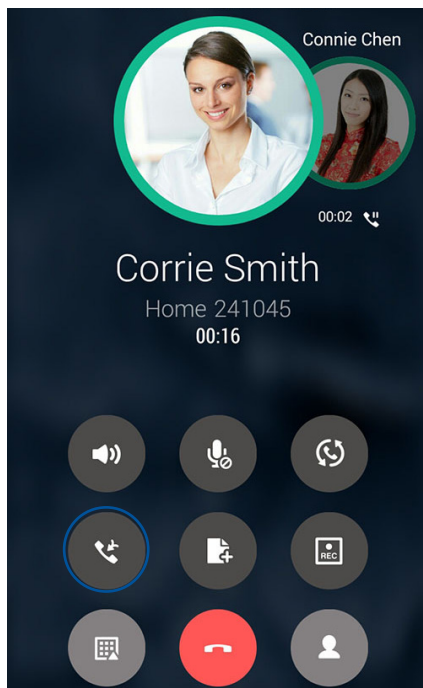 Connie Chen
00:02
Corrie Smith
Home 241045
00:16
REC